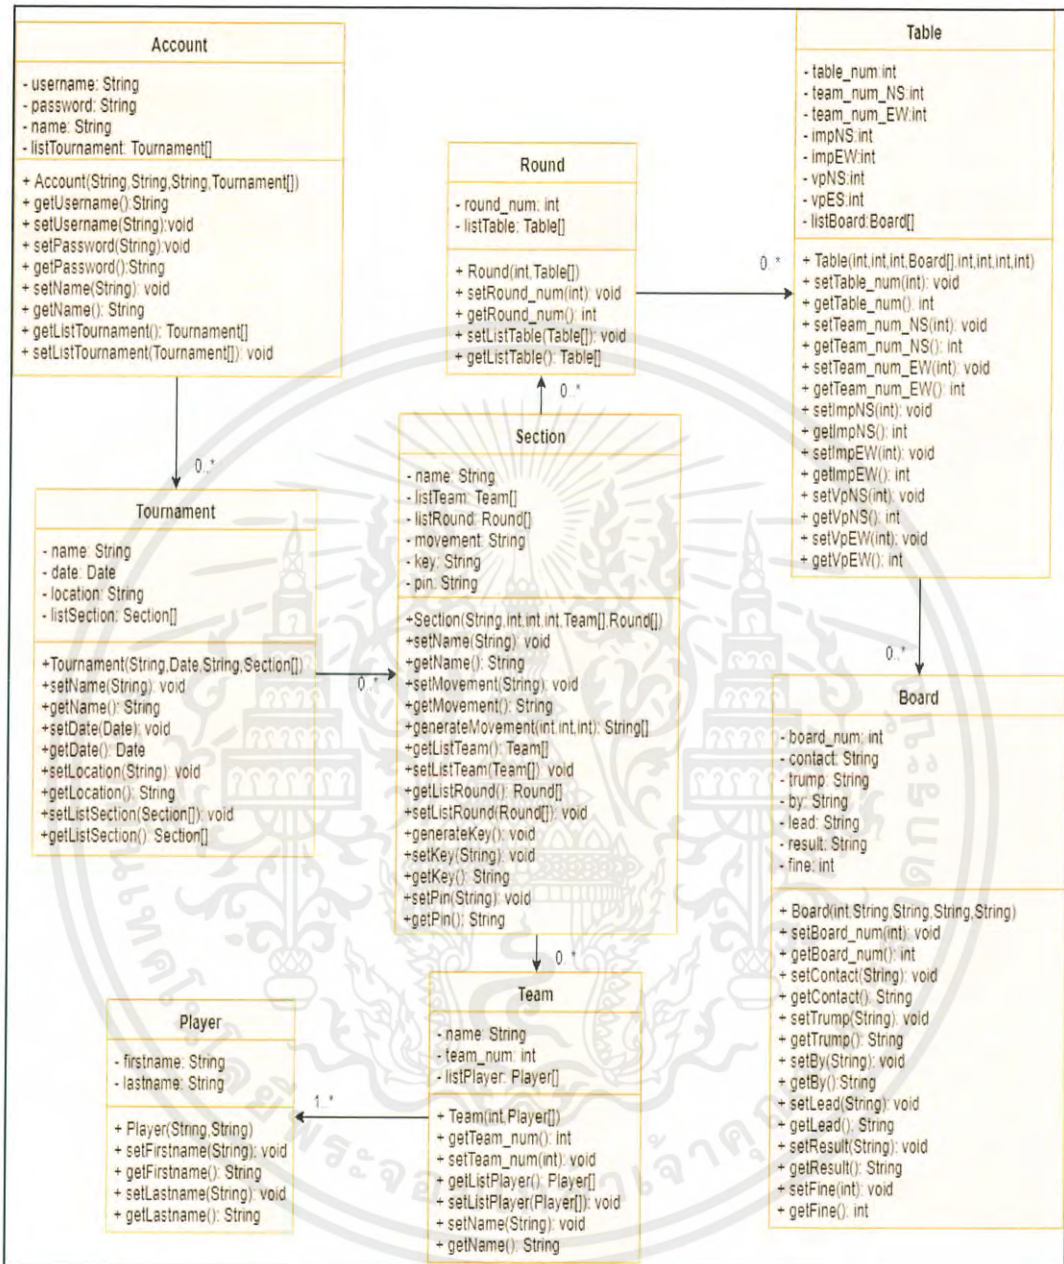 Account
- username: String
- password: String
- name: String
- listTournament: Tournament[]
+ Account(String,String,String,Tournament[])
+ getUsername():String
+ setUsername(String):void
+ setPassword(String):void
+ getPassword():String
+ setName(String): void
+ getName(): String
+ getListTournament(): Tournament[]
+ setListTournament(Tournament[]): void
0..*
Tournament
- name: String
- date: Date
- location: String
- listSection: Section[]
+Tournament(String,Date,String,Section[])
+setName(String): void
+getName(): String
+setDate(Date): void
+getDate(): Date
+setLocation(String): void
+getLocation(): String
+setListSection(Section[]): void
+getListSection(): Section[]
0..*
Round
- round_num: int
- listTable: Table[]
+ Round(int,Table[])
+ setRound_num(int): void
+ getRound_num(): int
+ setListTable(Table[]): void
+ getListTable(): Table[]
0..*
0..*
Section
- name: String
- listTeam: Team[]
- listRound: Round[]
- movement: String
- key: String
- pin: String
+Section(String,int,int,int,Team[],Round[])
+setName(String): void
+getName(): String
+setMovement(String): void
+getMovement(): String
+generateMovement(int,int,int): String[]
+getListTeam(): Team[]
+setListTeam(Team[]): void
+getListRound(): Round[]
+setListRound(Round[]): void
+generateKey(): void
+setKey(String): void
+getKey(): String
+setPin(String): void
+getPin(): String
0..*
Table
- table_num:int
- team_num_NS:int
- team_num_EW:int
- impNS:int
- impEW:int
- vpNS:int
- vpES:int
- listBoard:Board[]
+ Table(int,int,int,Board[],int,int,int,int)
+ setTable_num(int): void
+ getTable_num(): int
+ setTeam_num_NS(int): void
+ getTeam_num_NS(): int
+ setTeam_num_EW(int): void
+ getTeam_num_EW(): int
+ setImpNS(int): void
+ getImpNS(): int
+ setImpEW(int): void
+ getImpEW(): int
+ setVpNS(int): void
+ getVpNS(): int
+ setVpEW(int): void
+ getVpEW(): int
0..*
Board
- board_num: int
- contact: String
- trump: String
- by: String
- lead: String
- result: String
- fine: int
+ Board(int,String,String,String,String)
+ setBoard_num(int): void
+ getBoard_num(): int
+ setContact(String): void
+ getContact(): String
+ setTrump(String): void
+ getTrump(): String
+ setBy(String): void
+ getBy():String
+ setLead(String): void
+ getLead(): String
+ setResult(String): void
+ getResult(): String
+ setFine(int): void
+ getFine(): int
Player
- firstname: String
- lastname: String
+ Player(String,String)
+ setFirstname(String): void
+ getFirstname(): String
+ setLastname(String): void
+ getLastname(): String
1..*
Team
- name: String
- team_num: int
- listPlayer: Player[]
+ Team(int,Player[])
+ getTeam_num(): int
+ setTeam_num(int): void
+ getListPlayer(): Player[]
+ setListPlayer(Player[]): void
+ setName(String): void
+ getName(): String